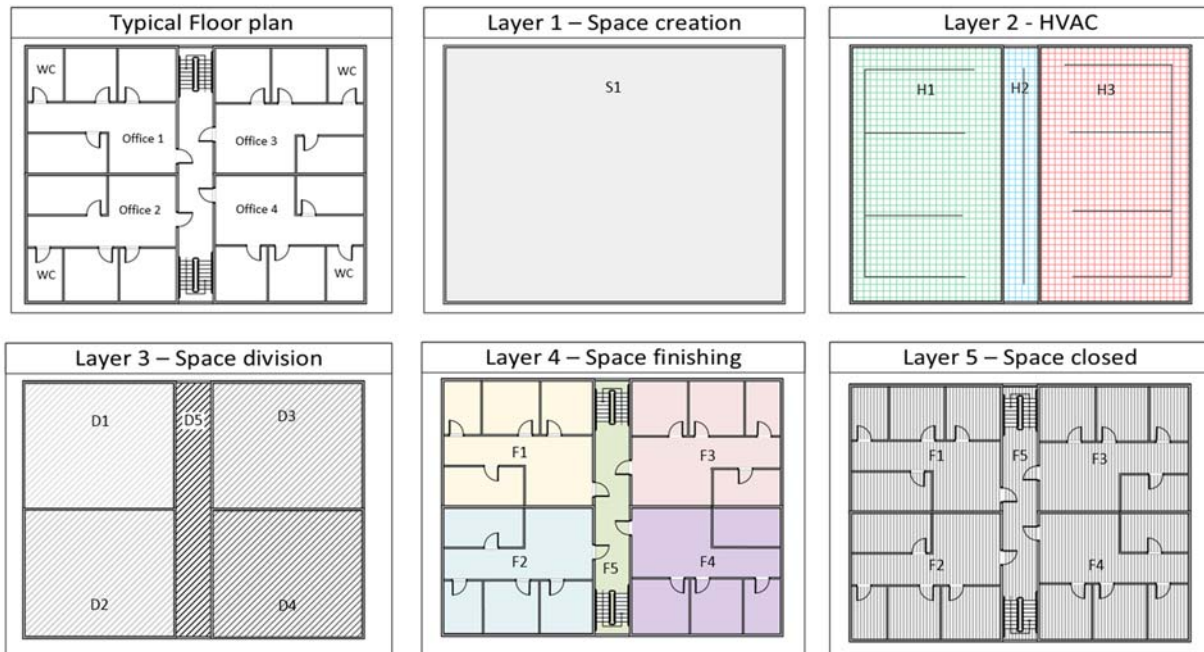 Typical Floor plan
WC
WC
Office 1
Office 3
Office 2
Office 4
WC
WC
Layer 1 – Space creation
S1
Layer 2 - HVAC
H1
H2
H3
Layer 3 – Space division
D1
D5
D3
D2
D4
Layer 4 – Space finishing
F1
F3
F2
F5
F4
Layer 5 – Space closed
F1
F5
F3
F2
F4